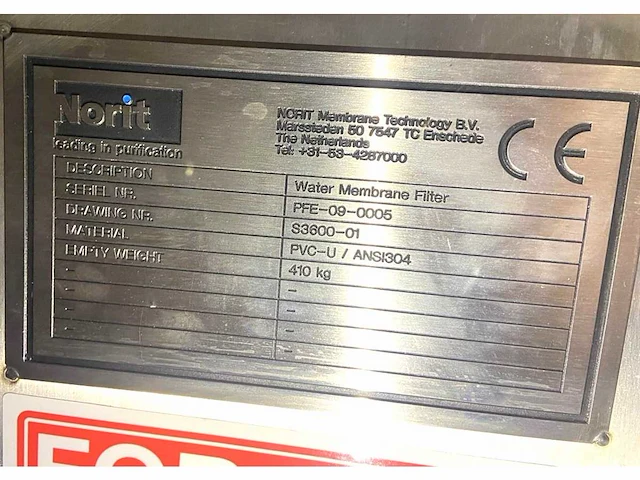 Norit
leading in purification
NORIT Membrane Technology B.V.
Marssteden 50 7547 TC Enschede
The Netherlands
Tel: +31-53-4287000
CE
DESCRIPTION Water Membrane Filter
SERIAL NR. PFE-09-0005
DRAWING NR. S3600-01
MATERIAL PVC-U / ANSI304
EMPTY WEIGHT 410 kg
- -
- -
- -
- -